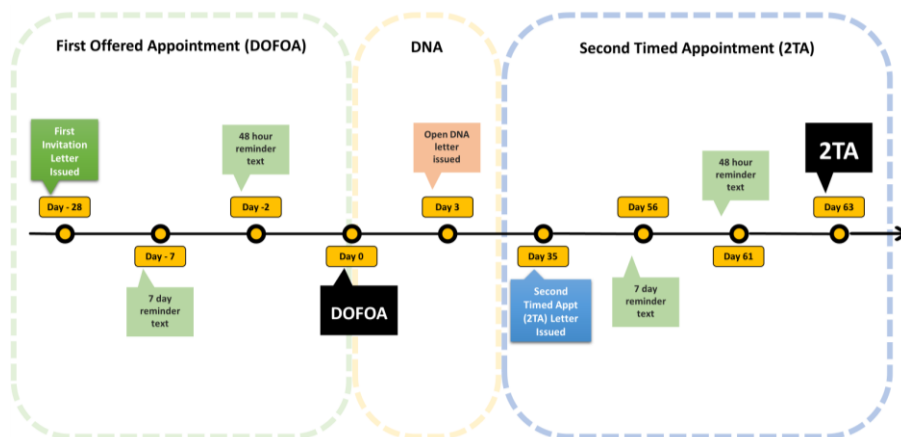 First Offered Appointment (DOFOA)
DNA
Second Timed Appointment (2TA)
First
Invitation
Letter
Issued
48 hour
reminder
text
Open DNA
letter
issued
48 hour
reminder
text
2TA
Day - 28
Day -2
Day 3
Day 56
Day 63
Day - 7
Day 0
Day 35
Day 61
7 day
reminder
text
DOFOA
Second
Timed Appt
(2TA) Letter
Issued
7 day
reminder
text